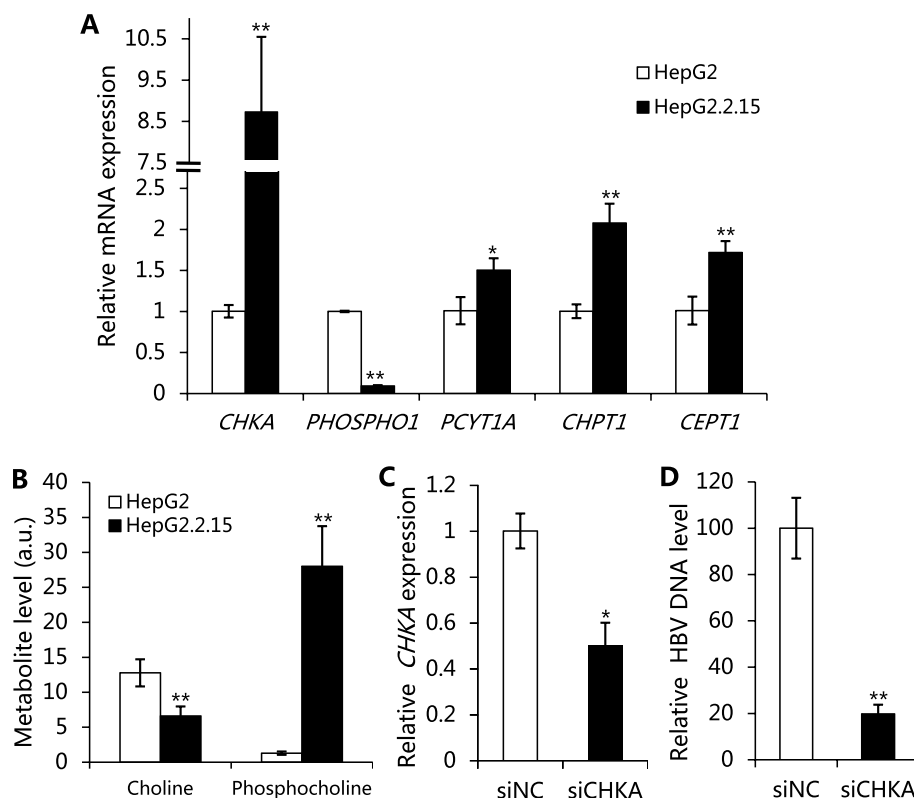 A
Relative mRNA expression
10.5
9.5
8.5
7.5
2.5
2
1.5
1
0.5
0
**
**
*
**
**
HepG2
HepG2.2.15
CHKA PHOSPHO1 PCYT1A CHPT1 CEPT1
B
Metabolite level (a.u.)
40
35
30
25
20
15
10
5
0
HepG2
HepG2.2.15
**
**
Choline Phosphocholine
C
Relative CHKA expression
1.2
1
0.8
0.6
0.4
0.2
0
*
siNC siCHKA
D
Relative HBV DNA level
120
100
80
60
40
20
0
**
siNC siCHKA